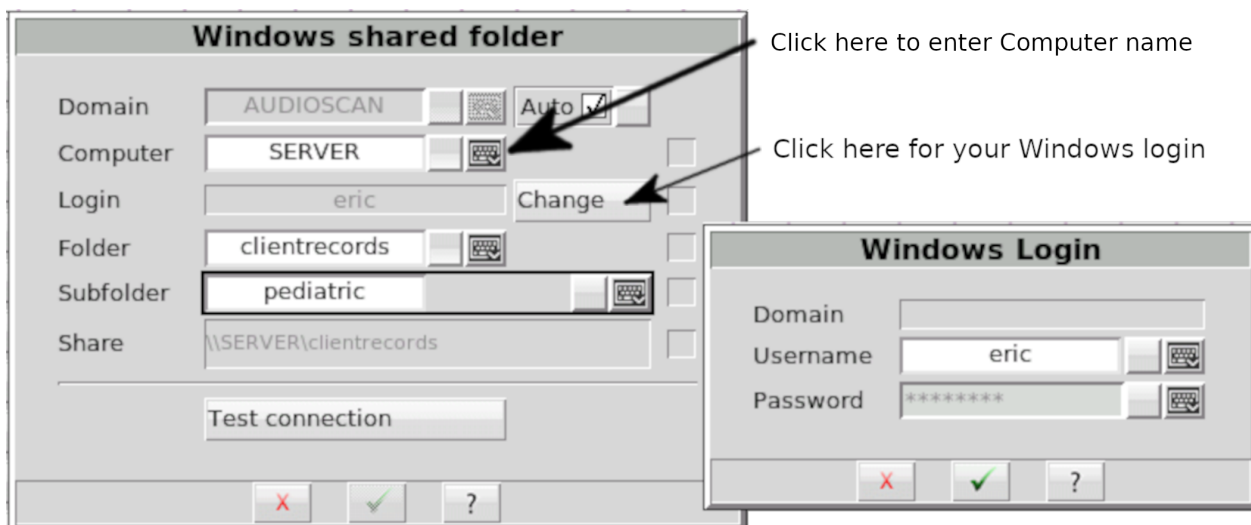 Windows shared folder
Click here to enter Computer name
Domain AUDIOSCAN Auto
Computer SERVER
Click here for your Windows login
Login eric Change
Folder clientrecords
Subfolder pediatric
Share \\SERVER\clientrecords
Test connection
X ?
Windows Login
Domain
Username eric
Password ********
X ?